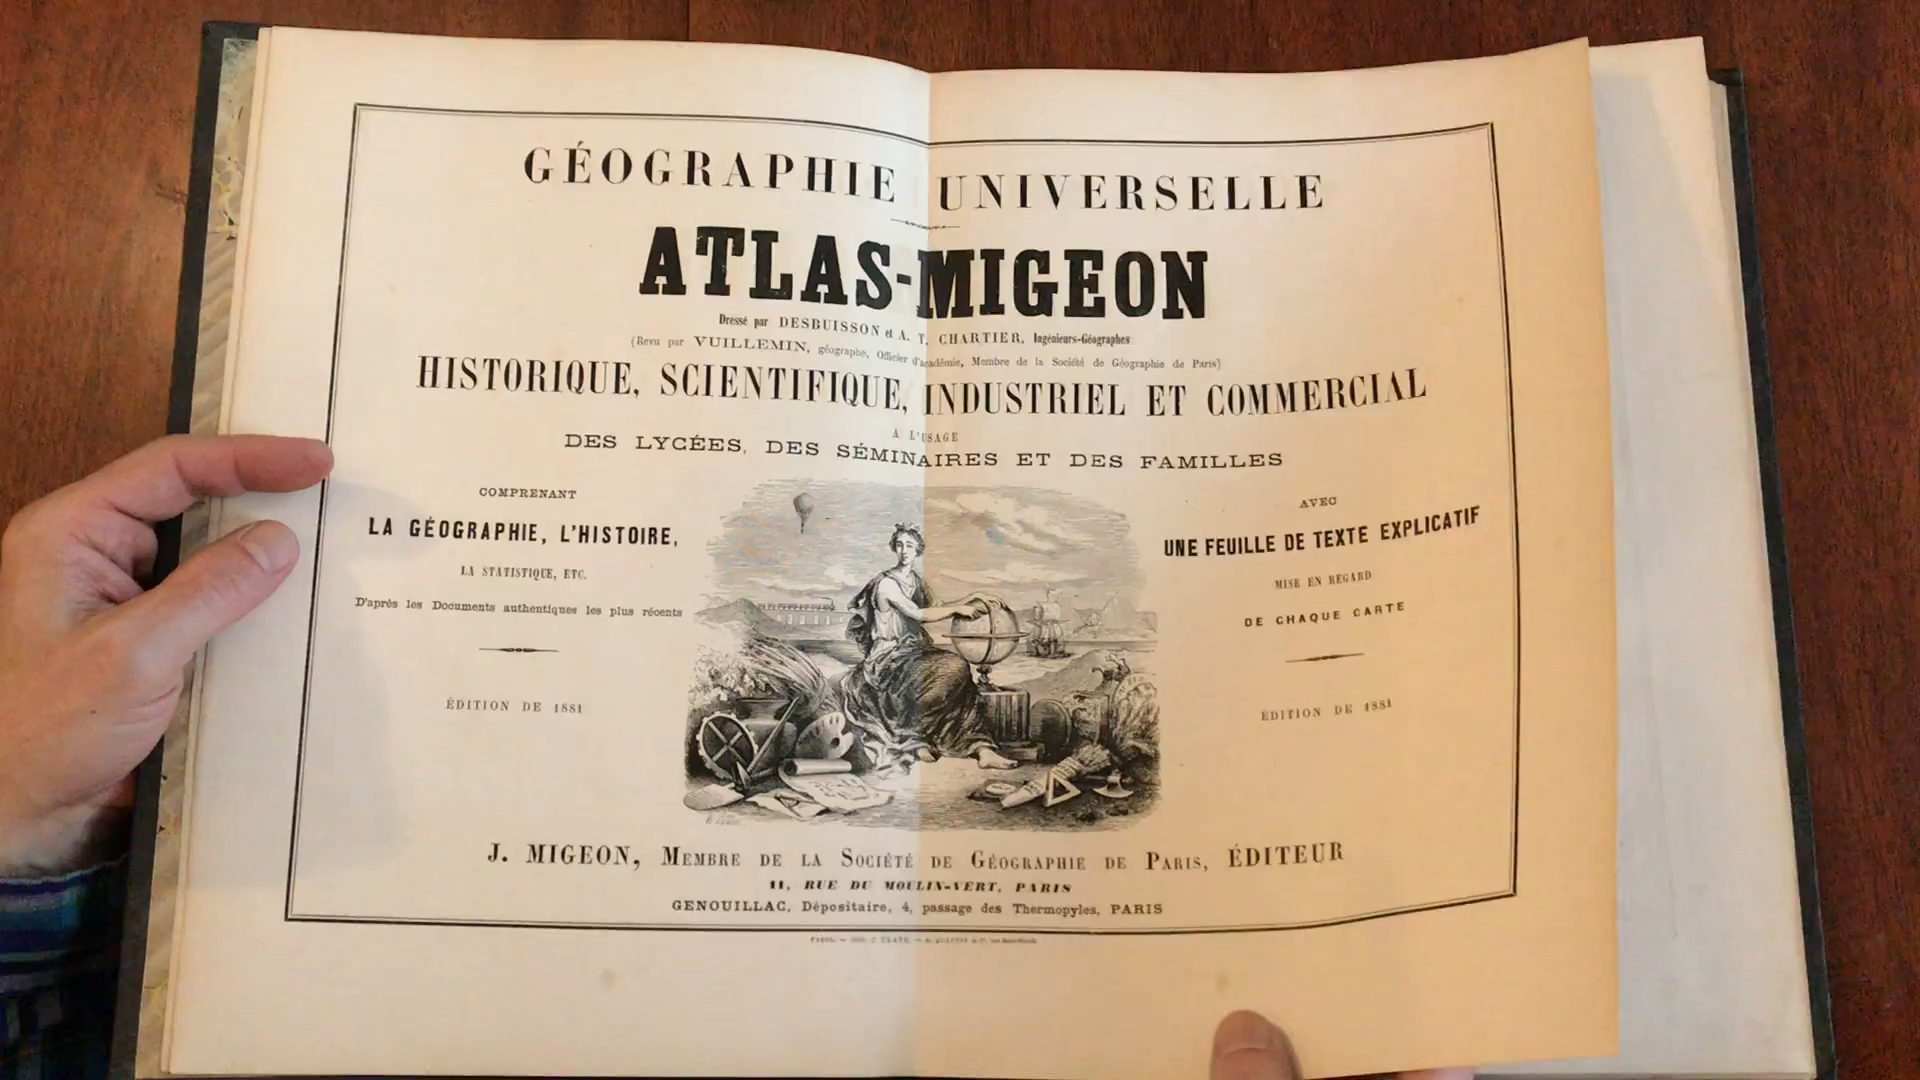 GÉOGRAPHIE UNIVERSELLE
ATLAS-MIGEON
Dressé par DESBUISSON et A. T. CHARTIER, Ingénieurs-Géographes
(Revu par VUILLEMIN, géographe, Officier d'académie, Membre de la Société de Géographie de Paris)
HISTORIQUE, SCIENTIFIQUE, INDUSTRIEL ET COMMERCIAL
A L'USAGE
DES LYCÉES, DES SÉMINAIRES ET DES FAMILLES
COMPRENANT
LA GÉOGRAPHIE, L'HISTOIRE,
LA STATISTIQUE, ETC.
D'après les Documents authentiques les plus récents
ÉDITION DE 1881
AVEC
UNE FEUILLE DE TEXTE EXPLICATIF
MISE EN REGARD
DE CHAQUE CARTE
ÉDITION DE 1881
J. MIGEON, MEMBRE DE LA SOCIÉTÉ DE GÉOGRAPHIE DE PARIS, ÉDITEUR
11, RUE DU MOULIN-VERT, PARIS
GENOUILLAC, Dépositaire, 4, passage des Thermopyles, PARIS